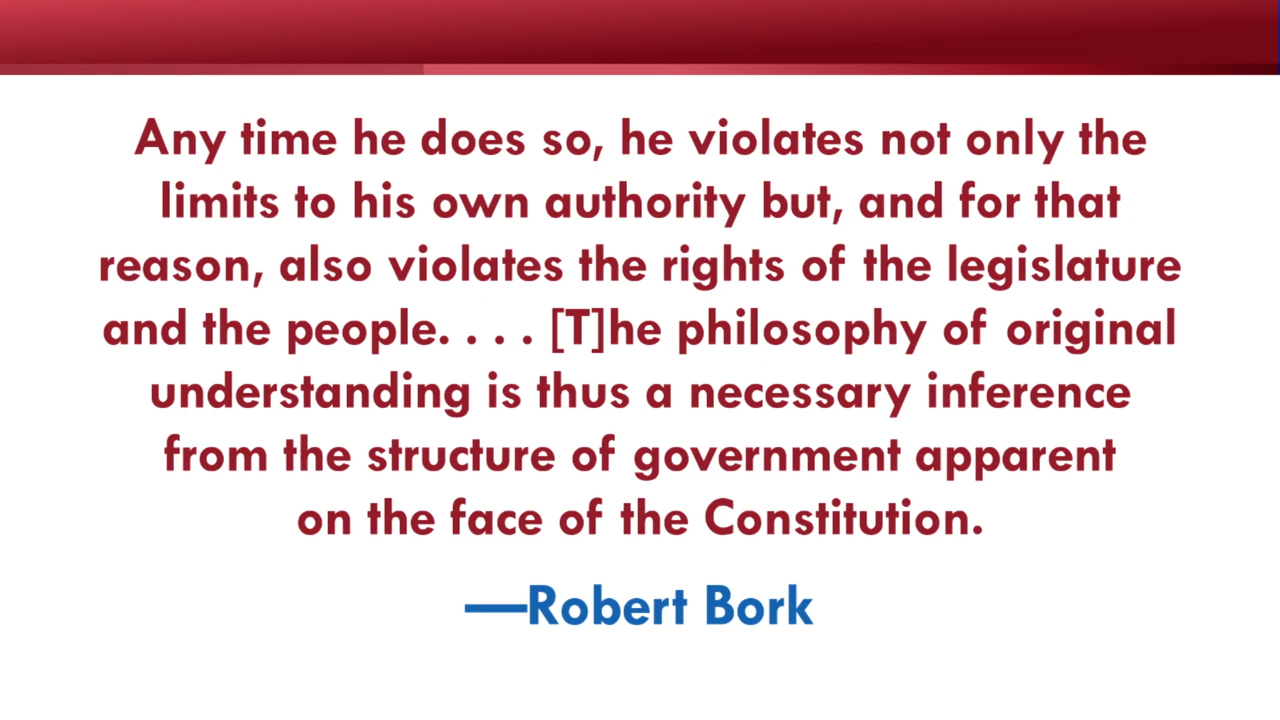 Any time he does so, he violates not only the
limits to his own authority but, and for that
reason, also violates the rights of the legislature
and the people. . . . [T]he philosophy of original
understanding is thus a necessary inference
from the structure of government apparent
on the face of the Constitution.
—Robert Bork